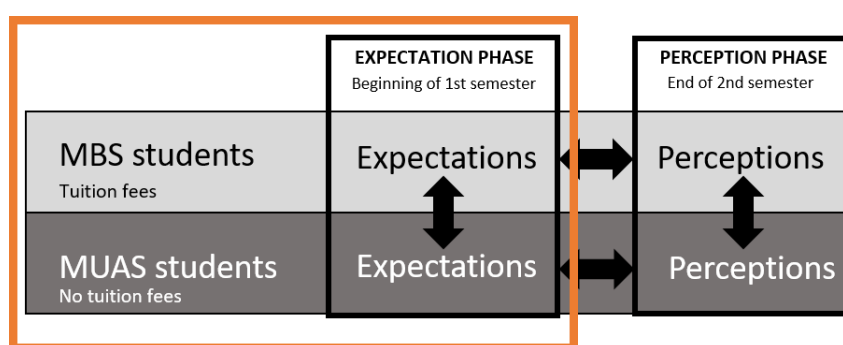 EXPECTATION PHASE
Beginning of 1st semester
PERCEPTION PHASE
End of 2nd semester
MBS students
Tuition fees
Expectations
Perceptions
MUAS students
No tuition fees
Expectations
Perceptions